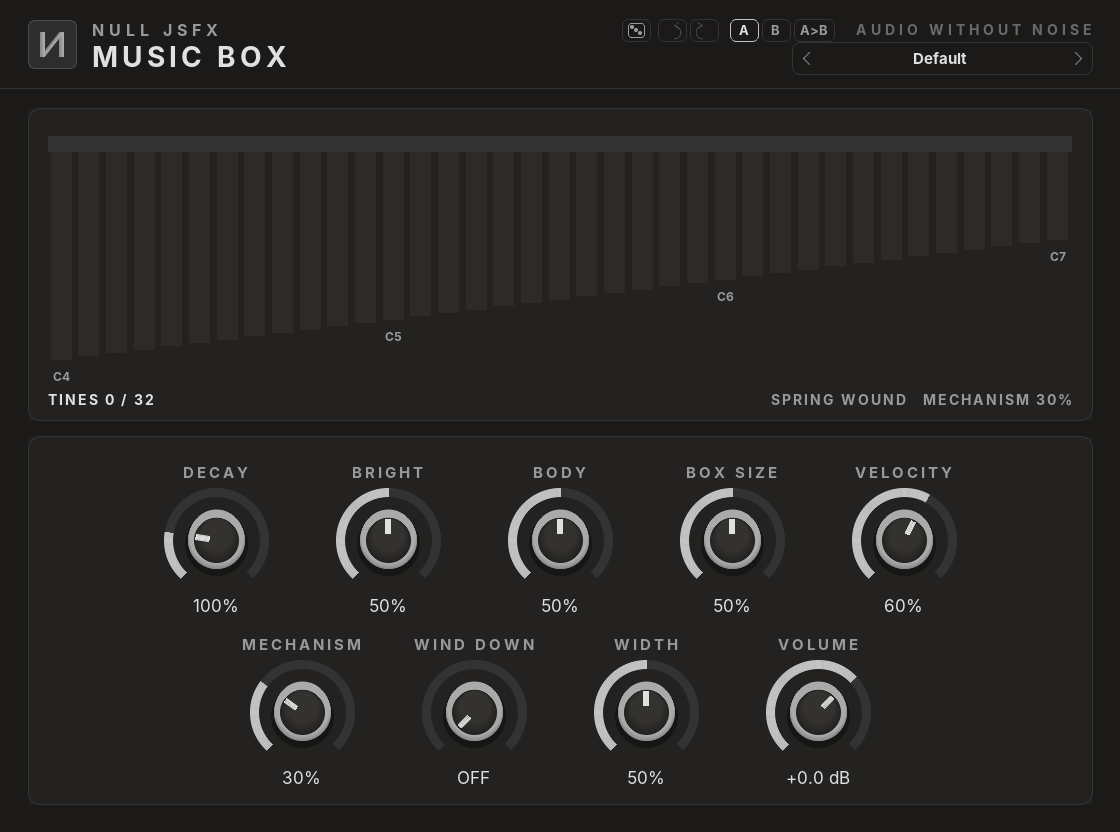 NULL JSFX
MUSIC BOX
A B A>B AUDIO WITHOUT NOISE
Default
C7
C6
C5
C4
TINES 0 / 32 SPRING WOUND MECHANISM 30%
DECAY BRIGHT BODY BOX SIZE VELOCITY
100% 50% 50% 50% 60%
MECHANISM WIND DOWN WIDTH VOLUME
30% OFF 50% +0.0 dB